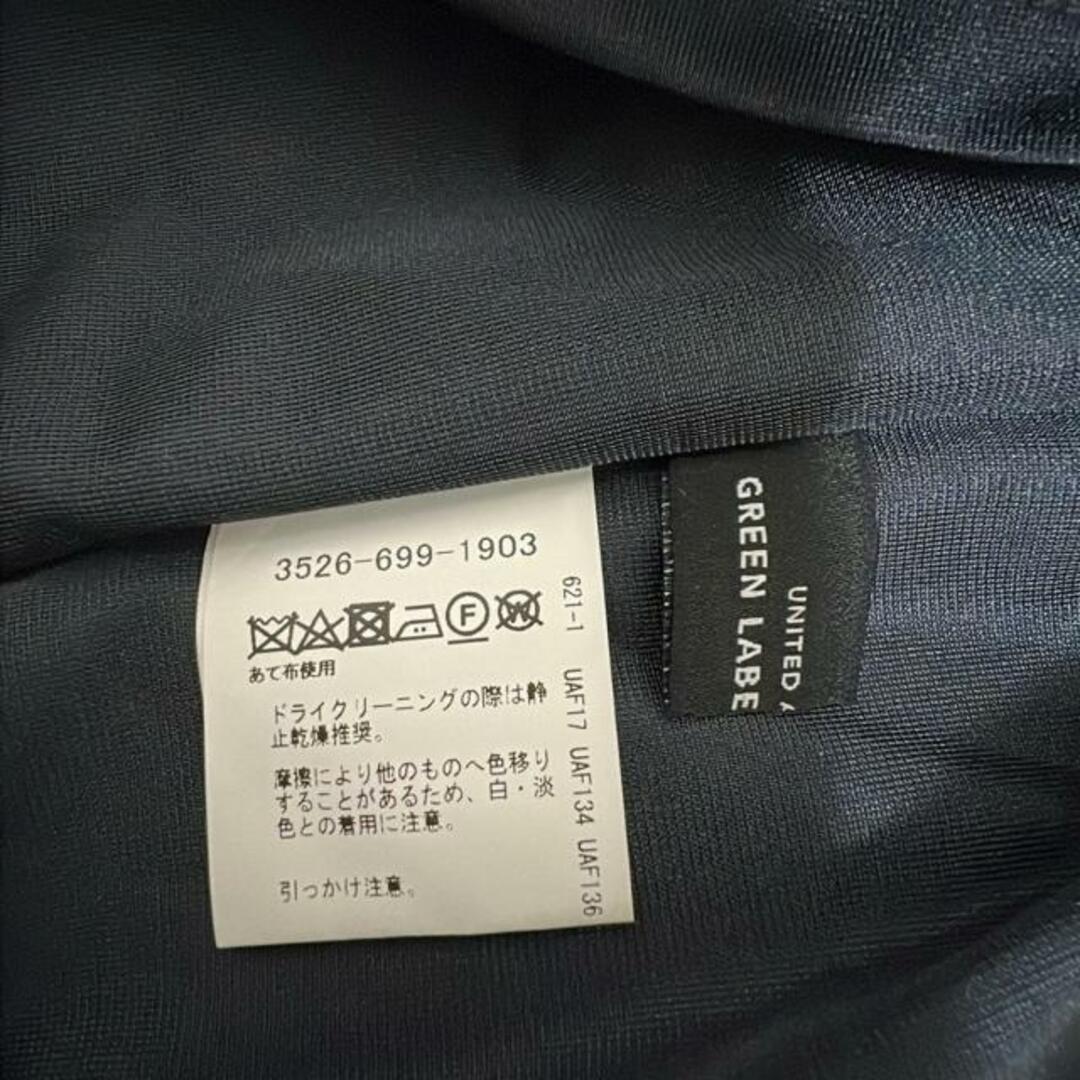 3526-699-1903
F W
あて布使用
ドライクリーニングの際は静
止乾燥推奨。
摩擦により他のものへ色移り
することがあるため、白・淡
色との着用に注意。
引っかけ注意。
621-1 UAF17 UAF134 UAF136
UNITED
GREEN LABE